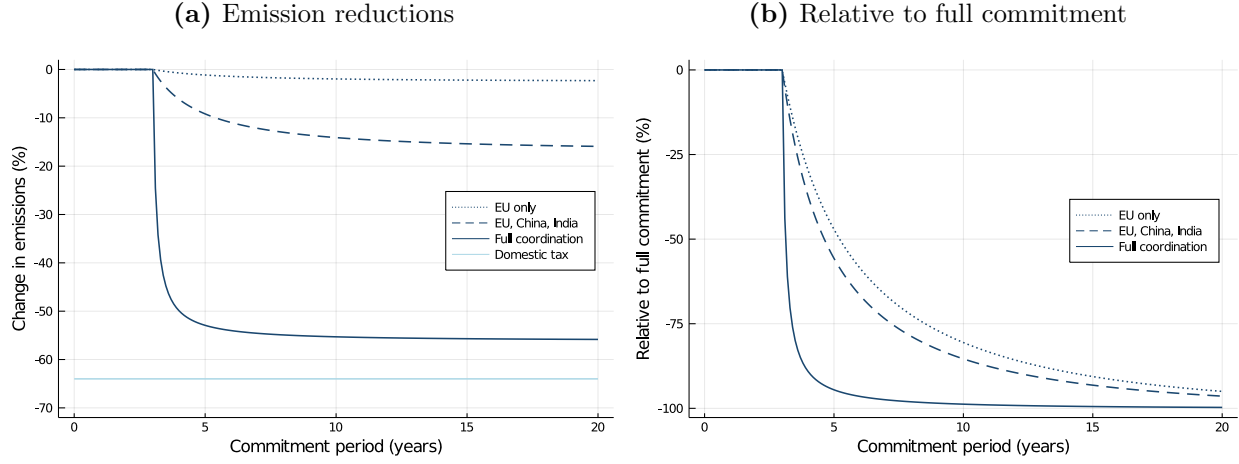 (a) Emission reductions
0
-10
-20
-30
-40
-50
-60
-70
Change in emissions (%)
EU only
EU, China, India
Full coordination
Domestic tax
0 5 10 15 20
Commitment period (years)
(b) Relative to full commitment
0
-25
-50
-75
-100
Relative to full commitment (%)
EU only
EU, China, India
Full coordination
0 5 10 15 20
Commitment period (years)